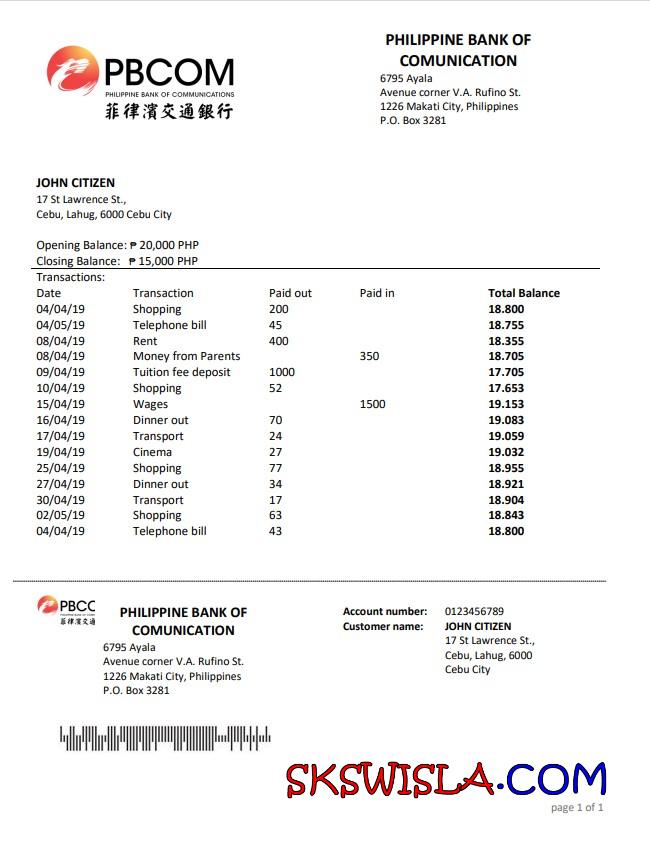 PBCOM
PHILIPPINE BANK OF COMMUNICATIONS
菲律濱交通銀行
PHILIPPINE BANK OF
COMUNICATION
6795 Ayala
Avenue corner V.A. Rufino St.
1226 Makati City, Philippines
P.O. Box 3281
JOHN CITIZEN
17 St Lawrence St.,
Cebu, Lahug, 6000 Cebu City
Opening Balance: ₱ 20,000 PHP
Closing Balance: ₱ 15,000 PHP
Transactions:
Date Transaction Paid out Paid in Total Balance
04/04/19 Shopping 200 18.800
04/05/19 Telephone bill 45 18.755
08/04/19 Rent 400 18.355
08/04/19 Money from Parents 350 18.705
09/04/19 Tuition fee deposit 1000 17.705
10/04/19 Shopping 52 17.653
15/04/19 Wages 1500 19.153
16/04/19 Dinner out 70 19.083
17/04/19 Transport 24 19.059
19/04/19 Cinema 27 19.032
25/04/19 Shopping 77 18.955
27/04/19 Dinner out 34 18.921
30/04/19 Transport 17 18.904
02/05/19 Shopping 63 18.843
04/04/19 Telephone bill 43 18.800
PBCC
菲律濱交通
PHILIPPINE BANK OF
COMUNICATION
6795 Ayala
Avenue corner V.A. Rufino St.
1226 Makati City, Philippines
P.O. Box 3281
Account number: 0123456789
Customer name: JOHN CITIZEN
17 St Lawrence St.,
Cebu, Lahug, 6000
Cebu City
SKSWISLA.COM
page 1 of 1